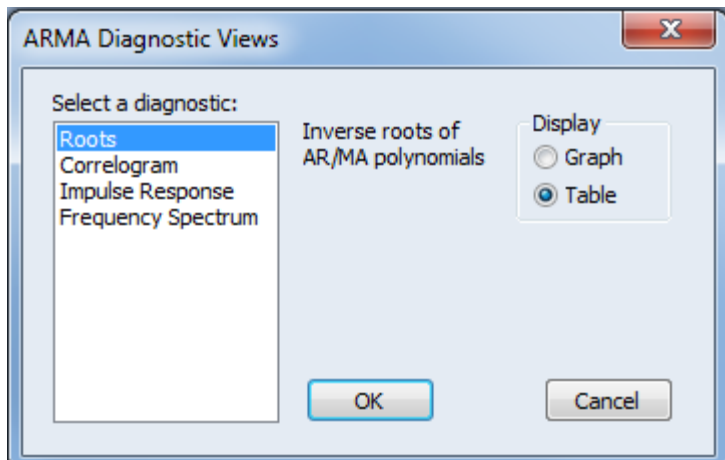 ARMA Diagnostic Views
Select a diagnostic:
Roots
Correlogram
Impulse Response
Frequency Spectrum
Inverse roots of
AR/MA polynomials
Display
Graph
Table
OK
Cancel